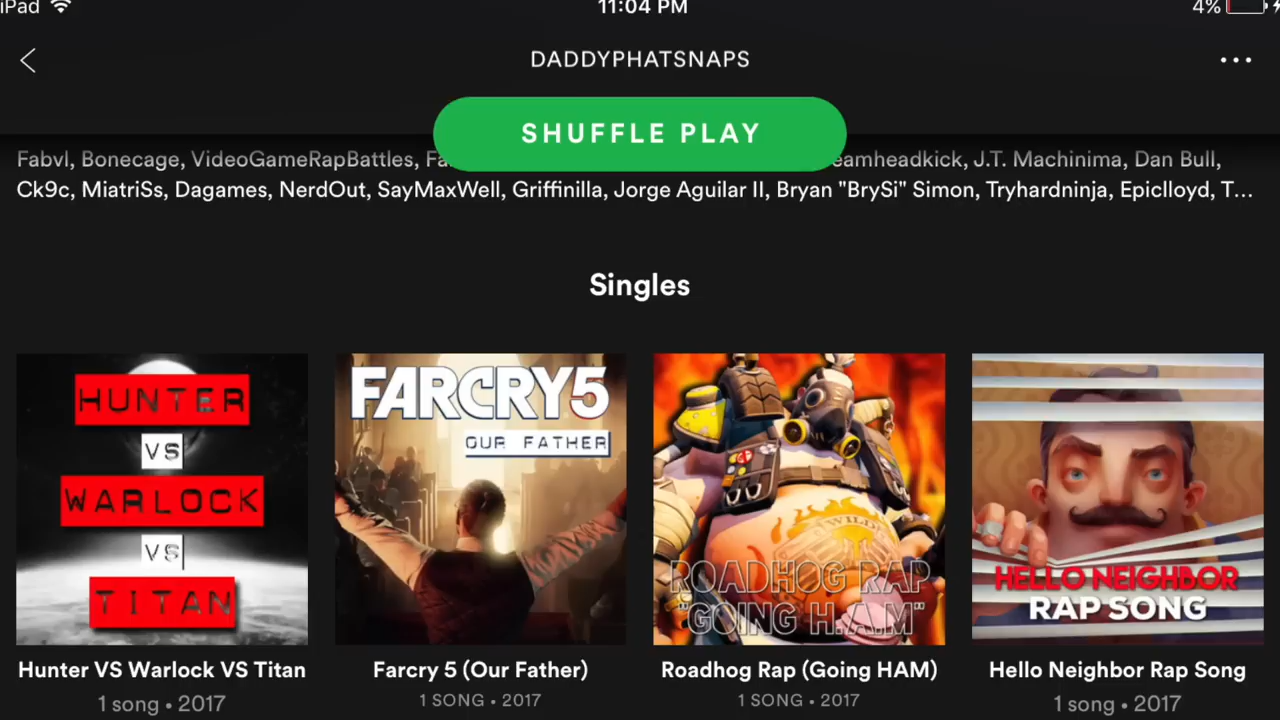 iPad 11:04 PM 4%
DADDYPHATSNAPS
SHUFFLE PLAY
Fabvl, Bonecage, VideoGameRapBattles, Fa eamheadkick, J.T. Machinima, Dan Bull,
Ck9c, MiatriSs, Dagames, NerdOut, SayMaxWell, Griffinilla, Jorge Aguilar II, Bryan "BrySi" Simon, Tryhardninja, Epiclloyd, T...
Singles
HUNTER
VS
WARLOCK
VS
TITAN
FARCRY5
OUR FATHER
WILD
ROADHOG RAP
"GOING H.A.M"
HELLO NEIGHBOR
RAP SONG
Hunter VS Warlock VS Titan
1 song • 2017
Farcry 5 (Our Father)
1 SONG • 2017
Roadhog Rap (Going HAM)
1 SONG • 2017
Hello Neighbor Rap Song
1 song • 2017